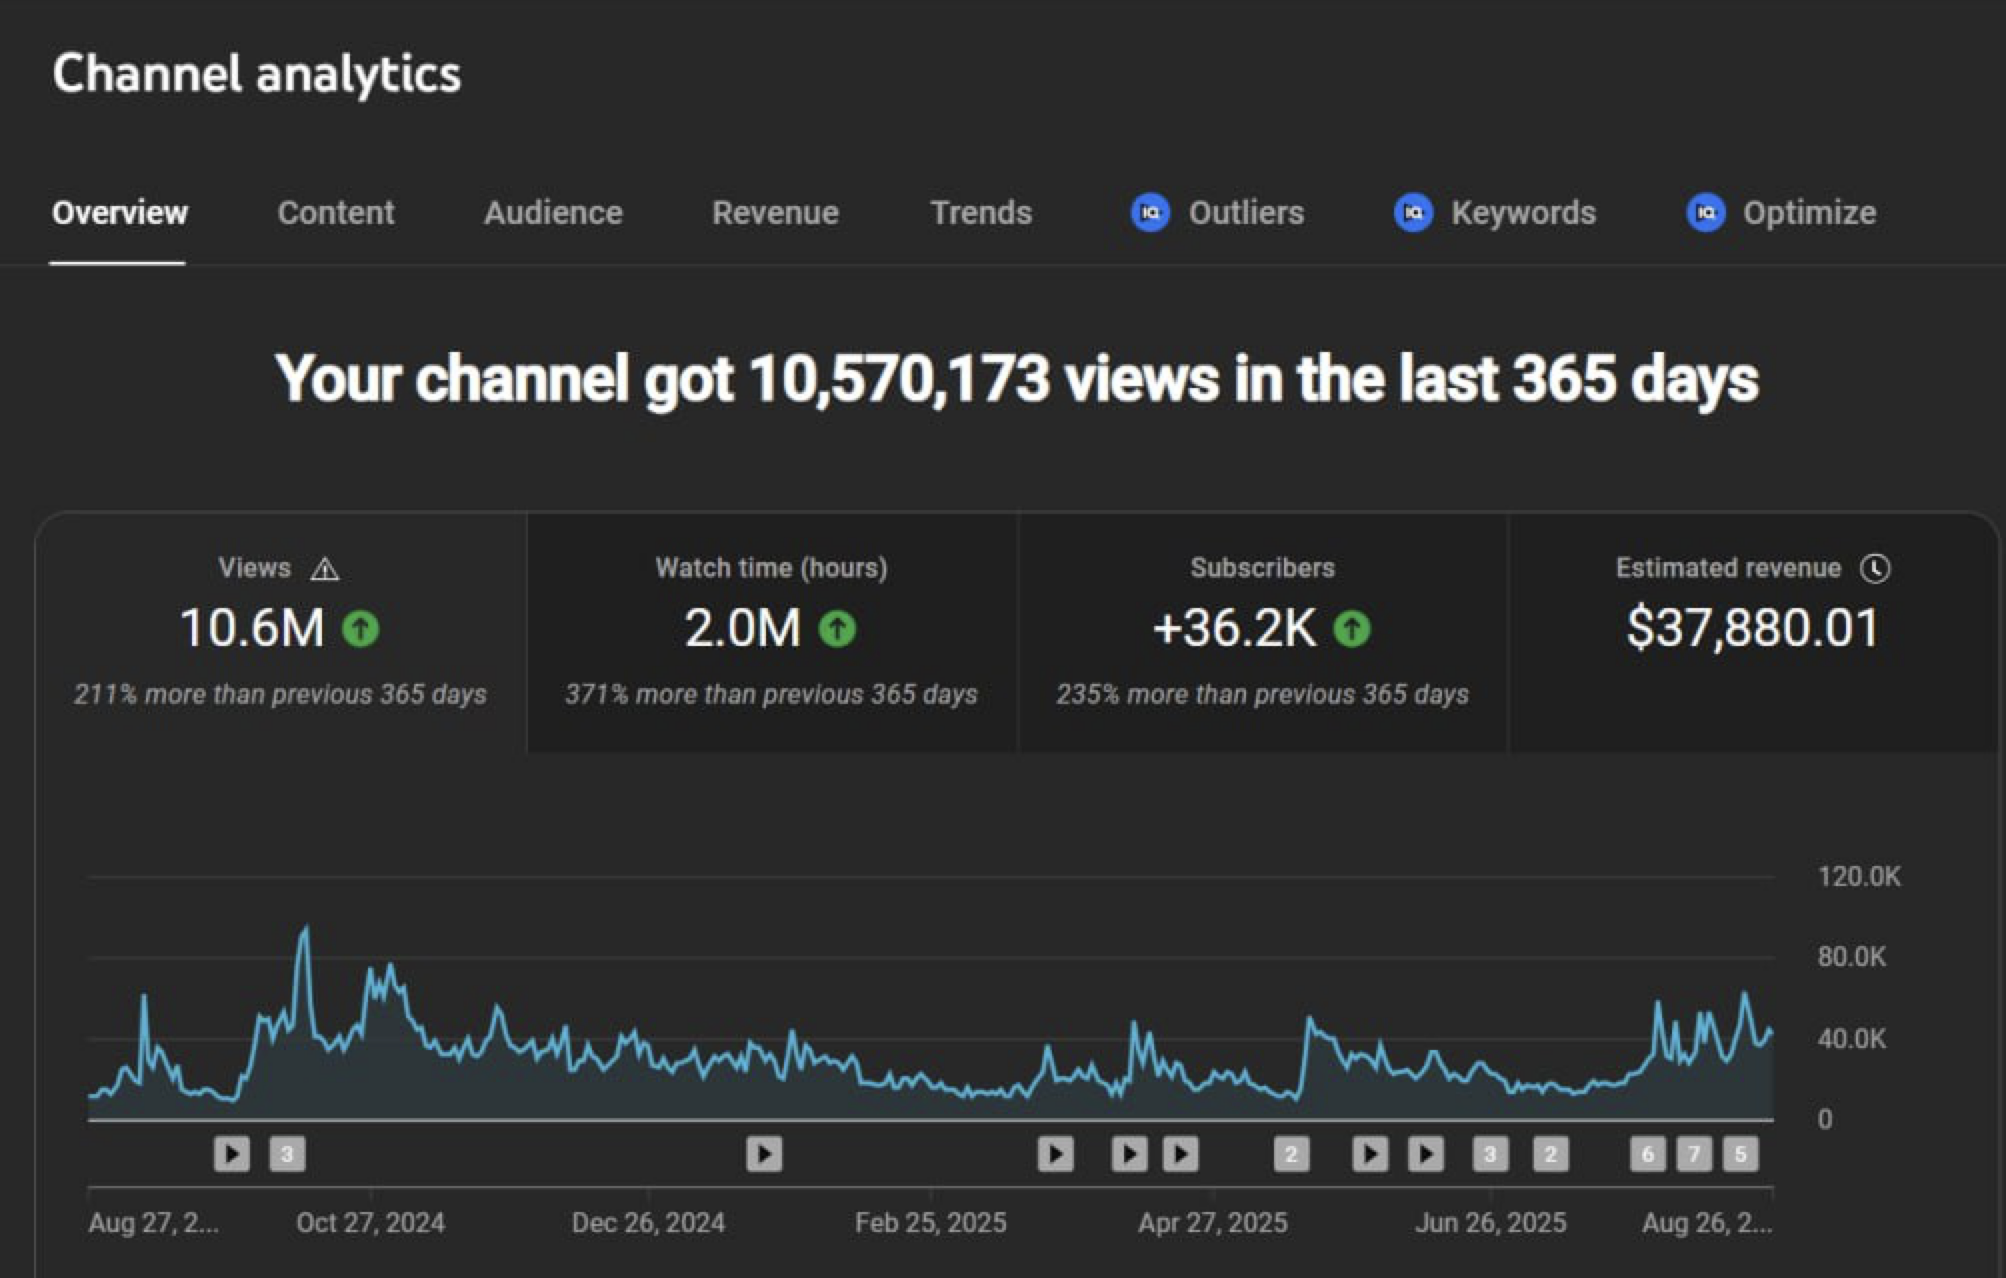 Channel analytics
Overview Content Audience Revenue Trends IQ Outliers IQ Keywords IQ Optimize
Your channel got 10,570,173 views in the last 365 days
Views Watch time (hours) Subscribers Estimated revenue
10.6M 2.0M +36.2K $37,880.01
211% more than previous 365 days 371% more than previous 365 days 235% more than previous 365 days
120.0K
80.0K
40.0K
0
3 2 3 2 6 7 5
Aug 27, 2... Oct 27, 2024 Dec 26, 2024 Feb 25, 2025 Apr 27, 2025 Jun 26, 2025 Aug 26, 2...